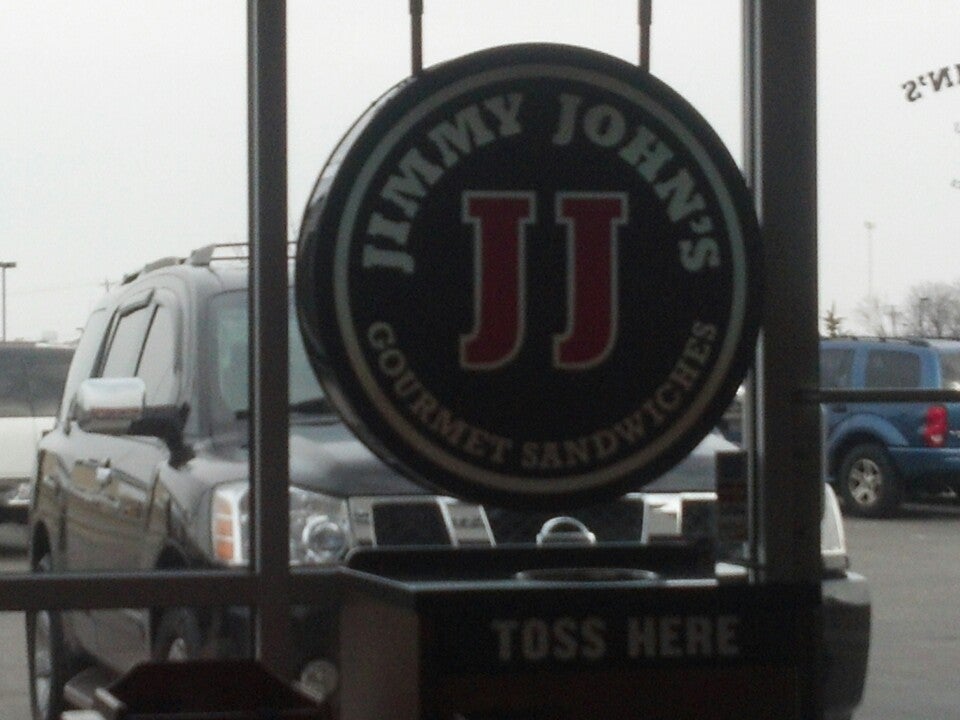 JIMMY JOHN'S
JJ
GOURMET SANDWICHES
TOSS HERE